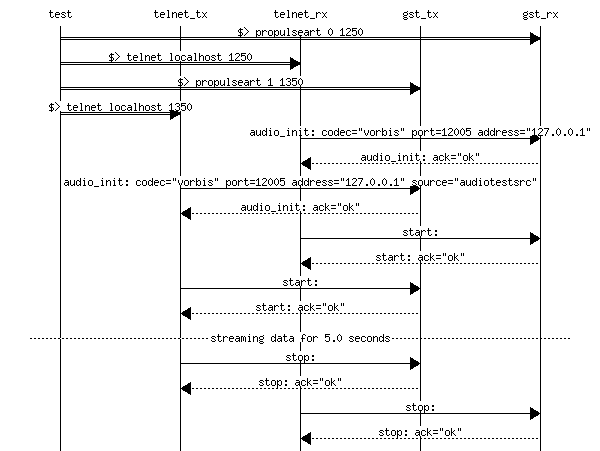 test telnet_tx telnet_rx gst_tx gst_rx
$> propulseart 0 1250
$> telnet localhost 1250
$> propulseart 1 1350
$> telnet localhost 1350
audio_init: codec="vorbis" port=12005 address="127.0.0.1"
audio_init: ack="ok"
audio_init: codec="vorbis" port=12005 address="127.0.0.1" source="audiotestsrc"
audio_init: ack="ok"
start:
start: ack="ok"
start:
start: ack="ok"
streaming data for 5.0 seconds
stop:
stop: ack="ok"
stop:
stop: ack="ok"